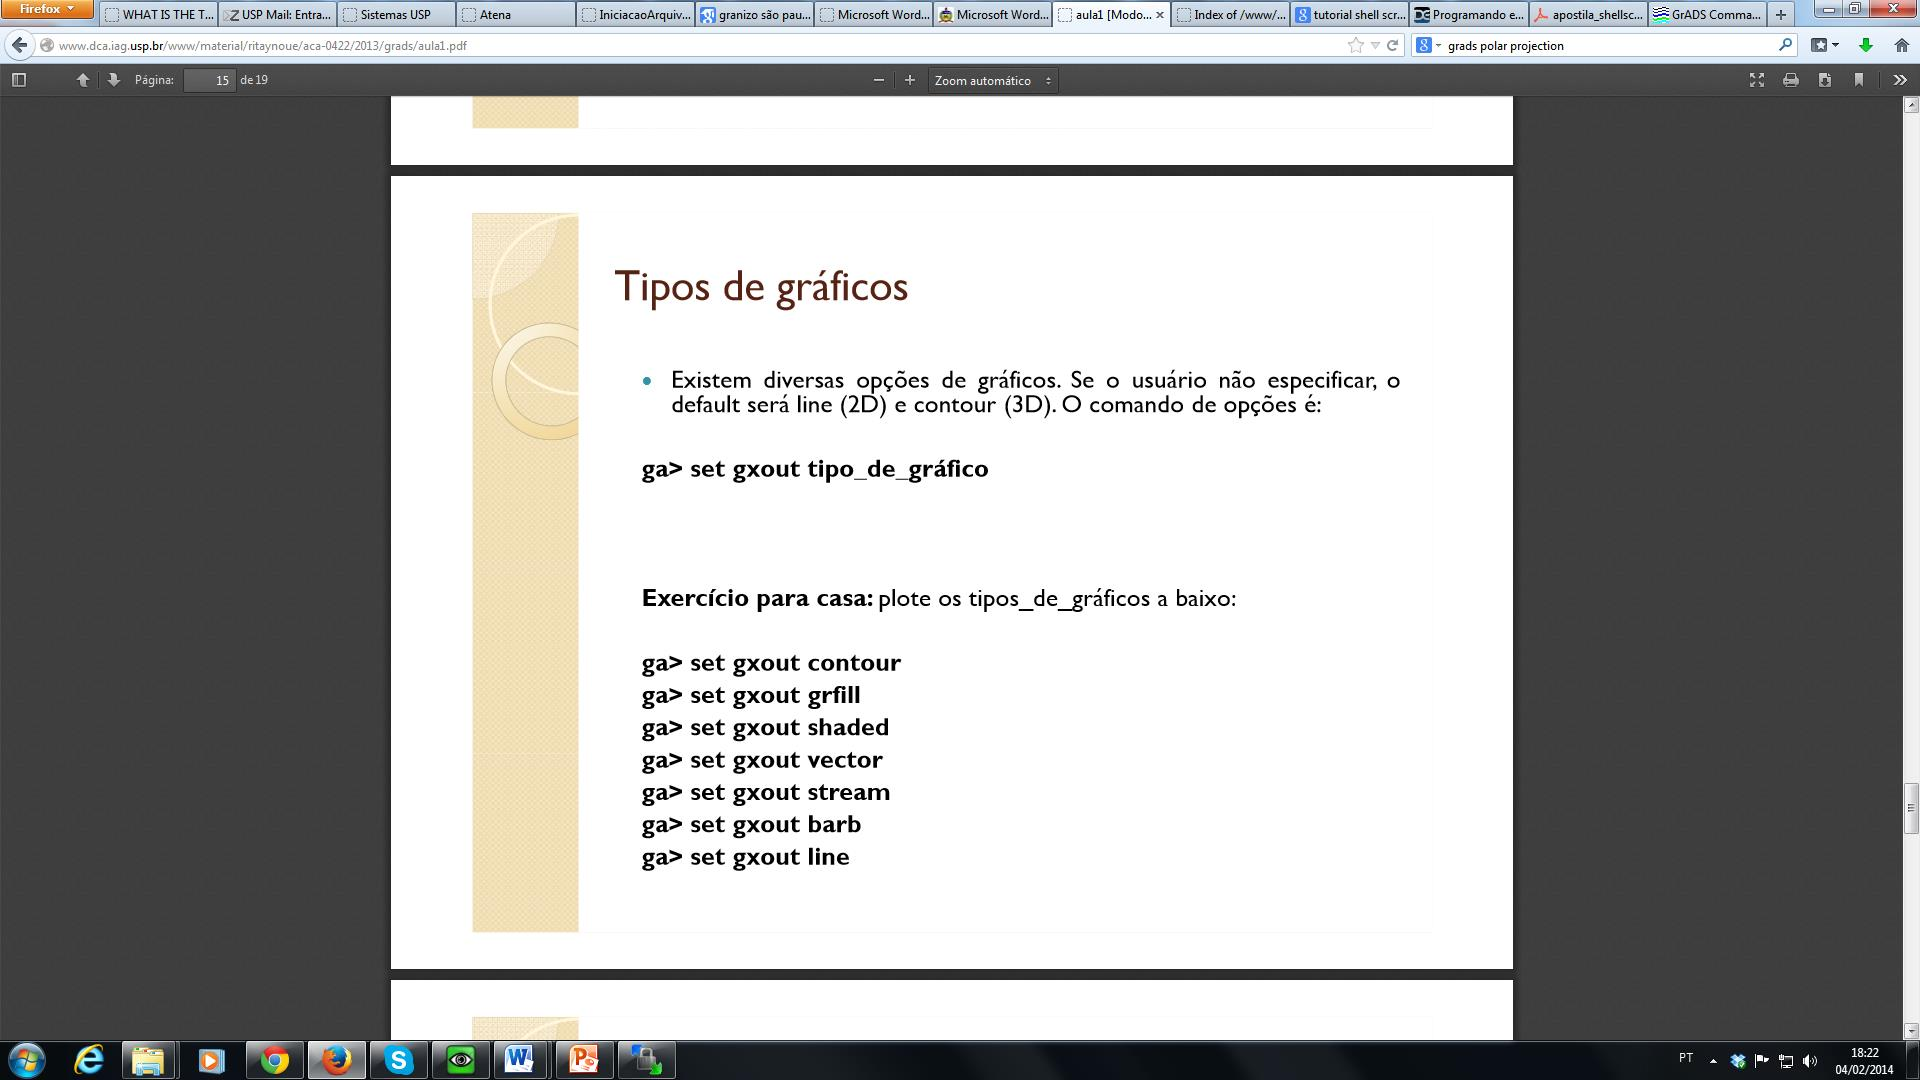 Firefox
WHAT IS THE T...
USP Mail: Entra...
Sistemas USP
Atena
IniciacaoArquiv...
granizo são pau...
Microsoft Word...
Microsoft Word...
aula1 [Modo...
Index of /www/...
tutorial shell scr...
Programando e...
apostila_shellsc...
GrADS Comma...
www.dca.iag.usp.br/www/material/ritaynoue/aca-0422/2013/grads/aula1.pdf
grads polar projection
Página: 15 de 19
Zoom automático
Tipos de gráficos
Existem diversas opções de gráficos. Se o usuário não especificar, o
default será line (2D) e contour (3D). O comando de opções é:
ga> set gxout tipo_de_gráfico
Exercício para casa: plote os tipos_de_gráficos a baixo:
ga> set gxout contour
ga> set gxout grfill
ga> set gxout shaded
ga> set gxout vector
ga> set gxout stream
ga> set gxout barb
ga> set gxout line
PT
18:22
04/02/2014